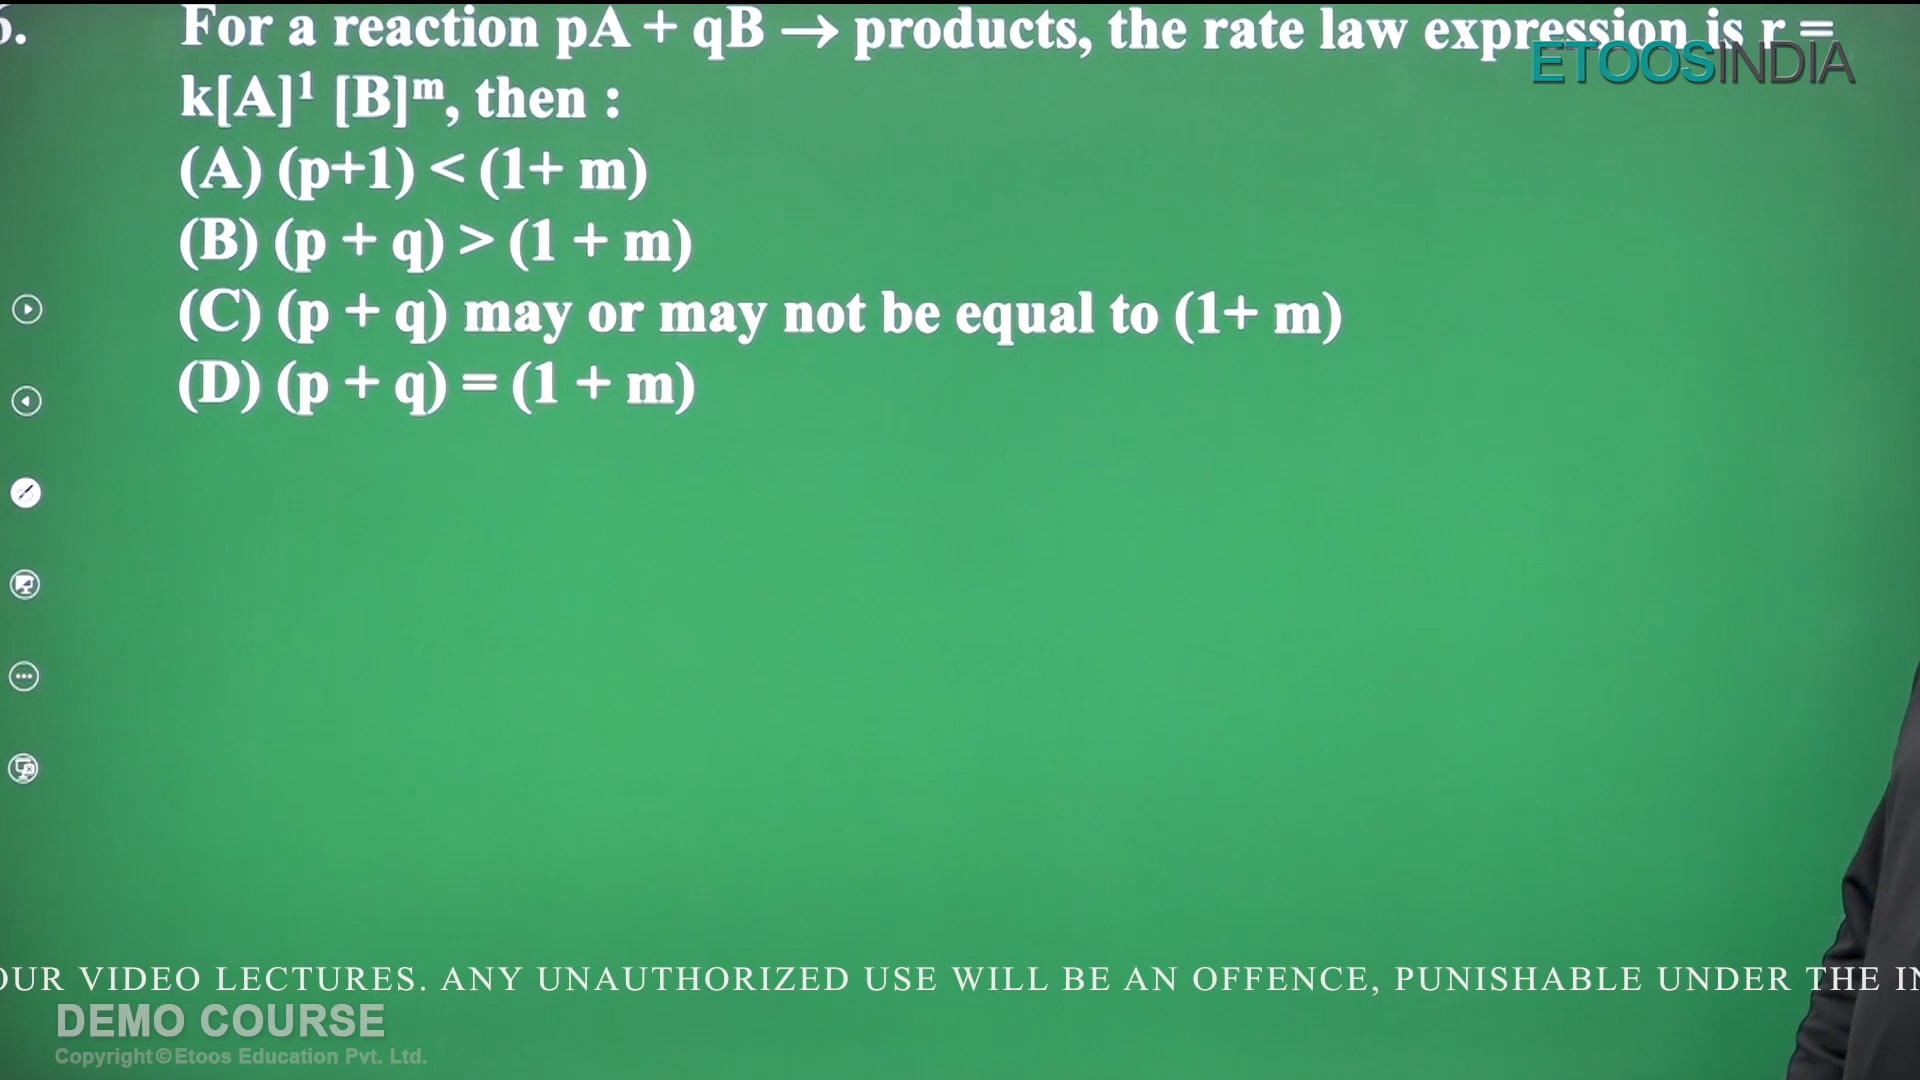 6. For a reaction pA + qB → products, the rate law expression is r =
ETOOSINDIA
k[A]¹ [B]ᵐ, then :
(A) (p+1) < (1+ m)
(B) (p + q) > (1 + m)
(C) (p + q) may or may not be equal to (1+ m)
(D) (p + q) = (1 + m)
OUR VIDEO LECTURES. ANY UNAUTHORIZED USE WILL BE AN OFFENCE, PUNISHABLE UNDER THE
DEMO COURSE
Copyright © Etoos Education Pvt. Ltd.